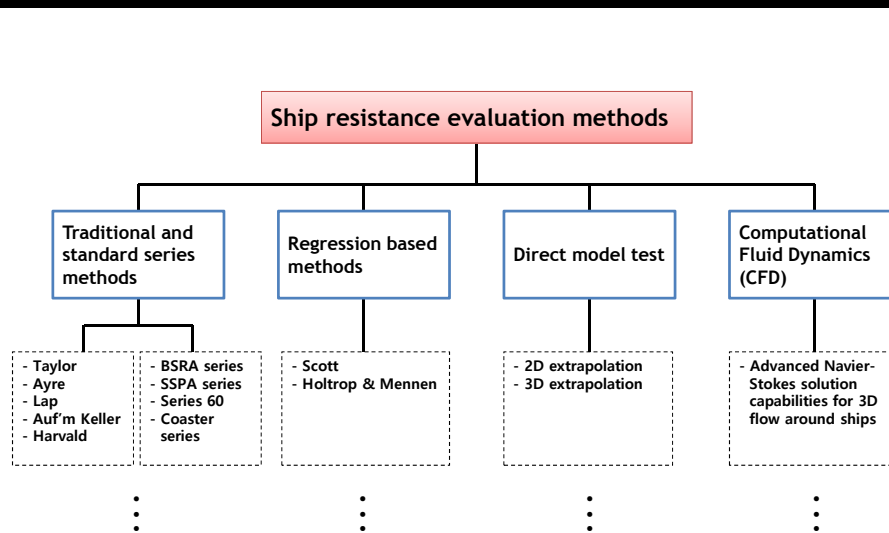 Ship resistance evaluation methods
Traditional and
standard series
methods
Regression based
methods
Direct model test
Computational
Fluid Dynamics
(CFD)
- Taylor
- Ayre
- Lap
- Auf’m Keller
- Harvald
- BSRA series
- SSPA series
- Series 60
- Coaster
series
- Scott
- Holtrop & Mennen
- 2D extrapolation
- 3D extrapolation
- Advanced Navier-
Stokes solution
capabilities for 3D
flow around ships